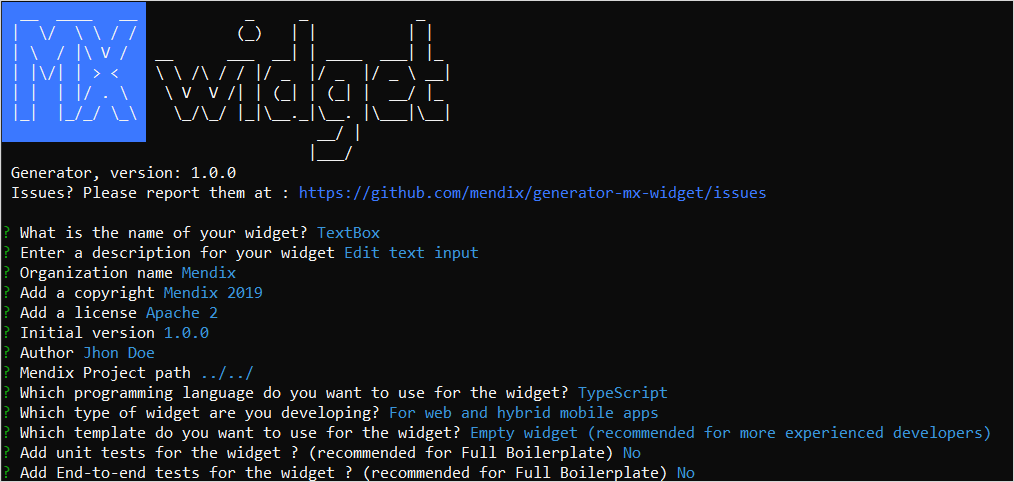 MX widget
Generator, version: 1.0.0
Issues? Please report them at : https://github.com/mendix/generator-mx-widget/issues
? What is the name of your widget? TextBox
? Enter a description for your widget Edit text input
? Organization name Mendix
? Add a copyright Mendix 2019
? Add a license Apache 2
? Initial version 1.0.0
? Author Jhon Doe
? Mendix Project path ../../
? Which programming language do you want to use for the widget? TypeScript
? Which type of widget are you developing? For web and hybrid mobile apps
? Which template do you want to use for the widget? Empty widget (recommended for more experienced developers)
? Add unit tests for the widget ? (recommended for Full Boilerplate) No
? Add End-to-end tests for the widget ? (recommended for Full Boilerplate) No